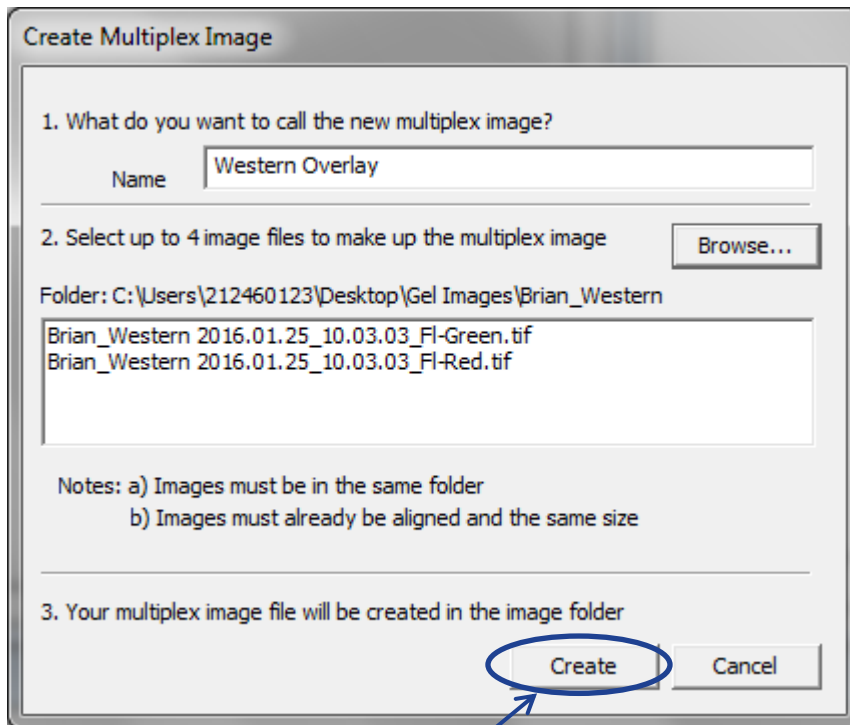 Create Multiplex Image
1. What do you want to call the new multiplex image?
Name Western Overlay
2. Select up to 4 image files to make up the multiplex image Browse...
Folder: C:\Users\212460123\Desktop\Gel Images\Brian_Western
Brian_Western 2016.01.25_10.03.03_Fl-Green.tif
Brian_Western 2016.01.25_10.03.03_Fl-Red.tif
Notes: a) Images must be in the same folder
b) Images must already be aligned and the same size
3. Your multiplex image file will be created in the image folder
Create Cancel